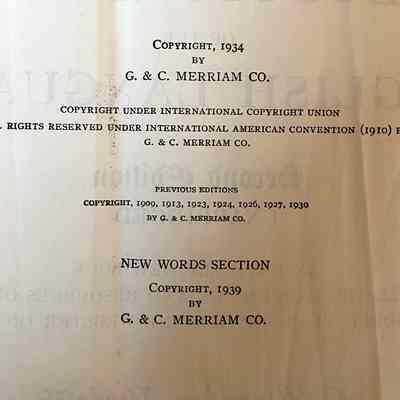 COPYRIGHT, 1934
BY
G. & C. MERRIAM CO.
COPYRIGHT UNDER INTERNATIONAL COPYRIGHT UNION
RIGHTS RESERVED UNDER INTERNATIONAL AMERICAN CONVENTION (1910)
G. & C. MERRIAM CO.
PREVIOUS EDITIONS
COPYRIGHT, 1909, 1913, 1923, 1924, 1926, 1927, 1930
BY G. & C. MERRIAM CO.
NEW WORDS SECTION
COPYRIGHT, 1939
BY
G. & C. MERRIAM CO.